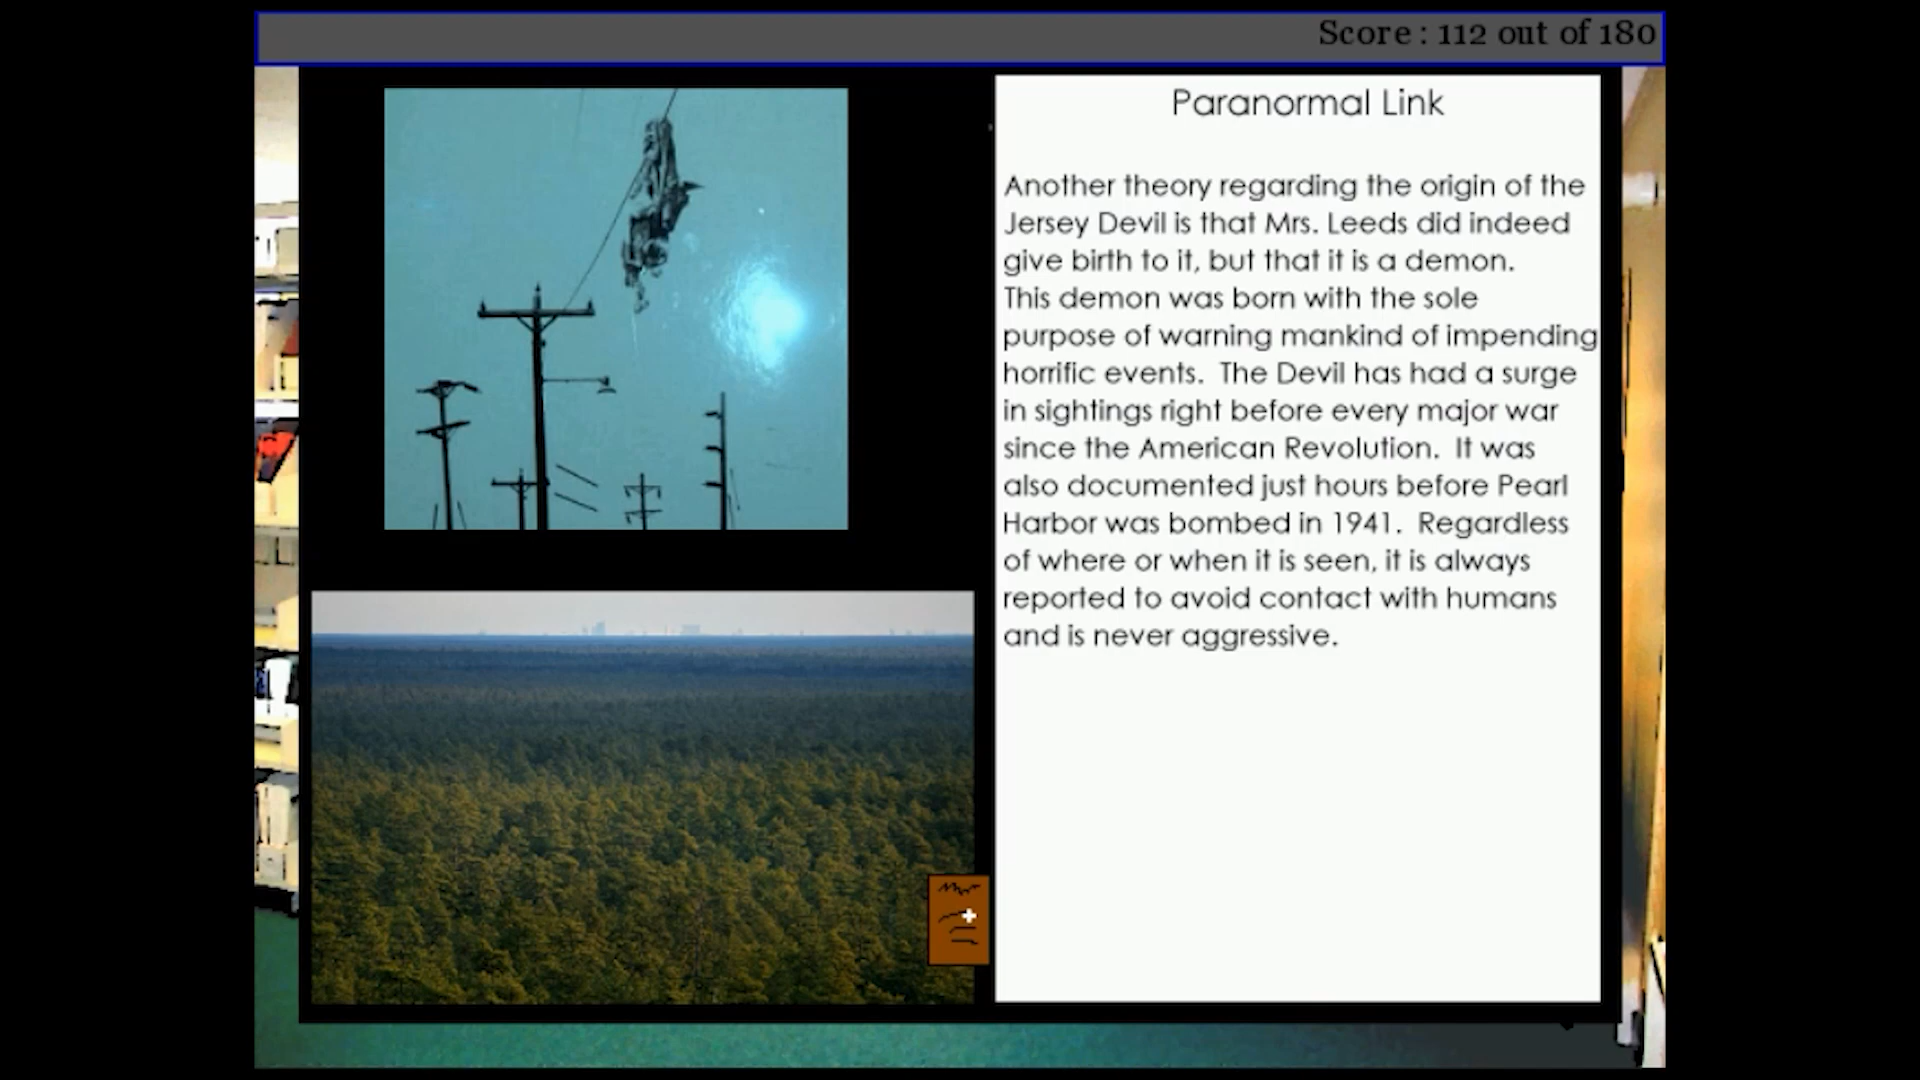 Score : 112 out of 180
Paranormal Link
Another theory regarding the origin of the
Jersey Devil is that Mrs. Leeds did indeed
give birth to it, but that it is a demon.
This demon was born with the sole
purpose of warning mankind of impending
horrific events.  The Devil has had a surge
in sightings right before every major war
since the American Revolution.  It was
also documented just hours before Pearl
Harbor was bombed in 1941.  Regardless
of where or when it is seen, it is always
reported to avoid contact with humans
and is never aggressive.